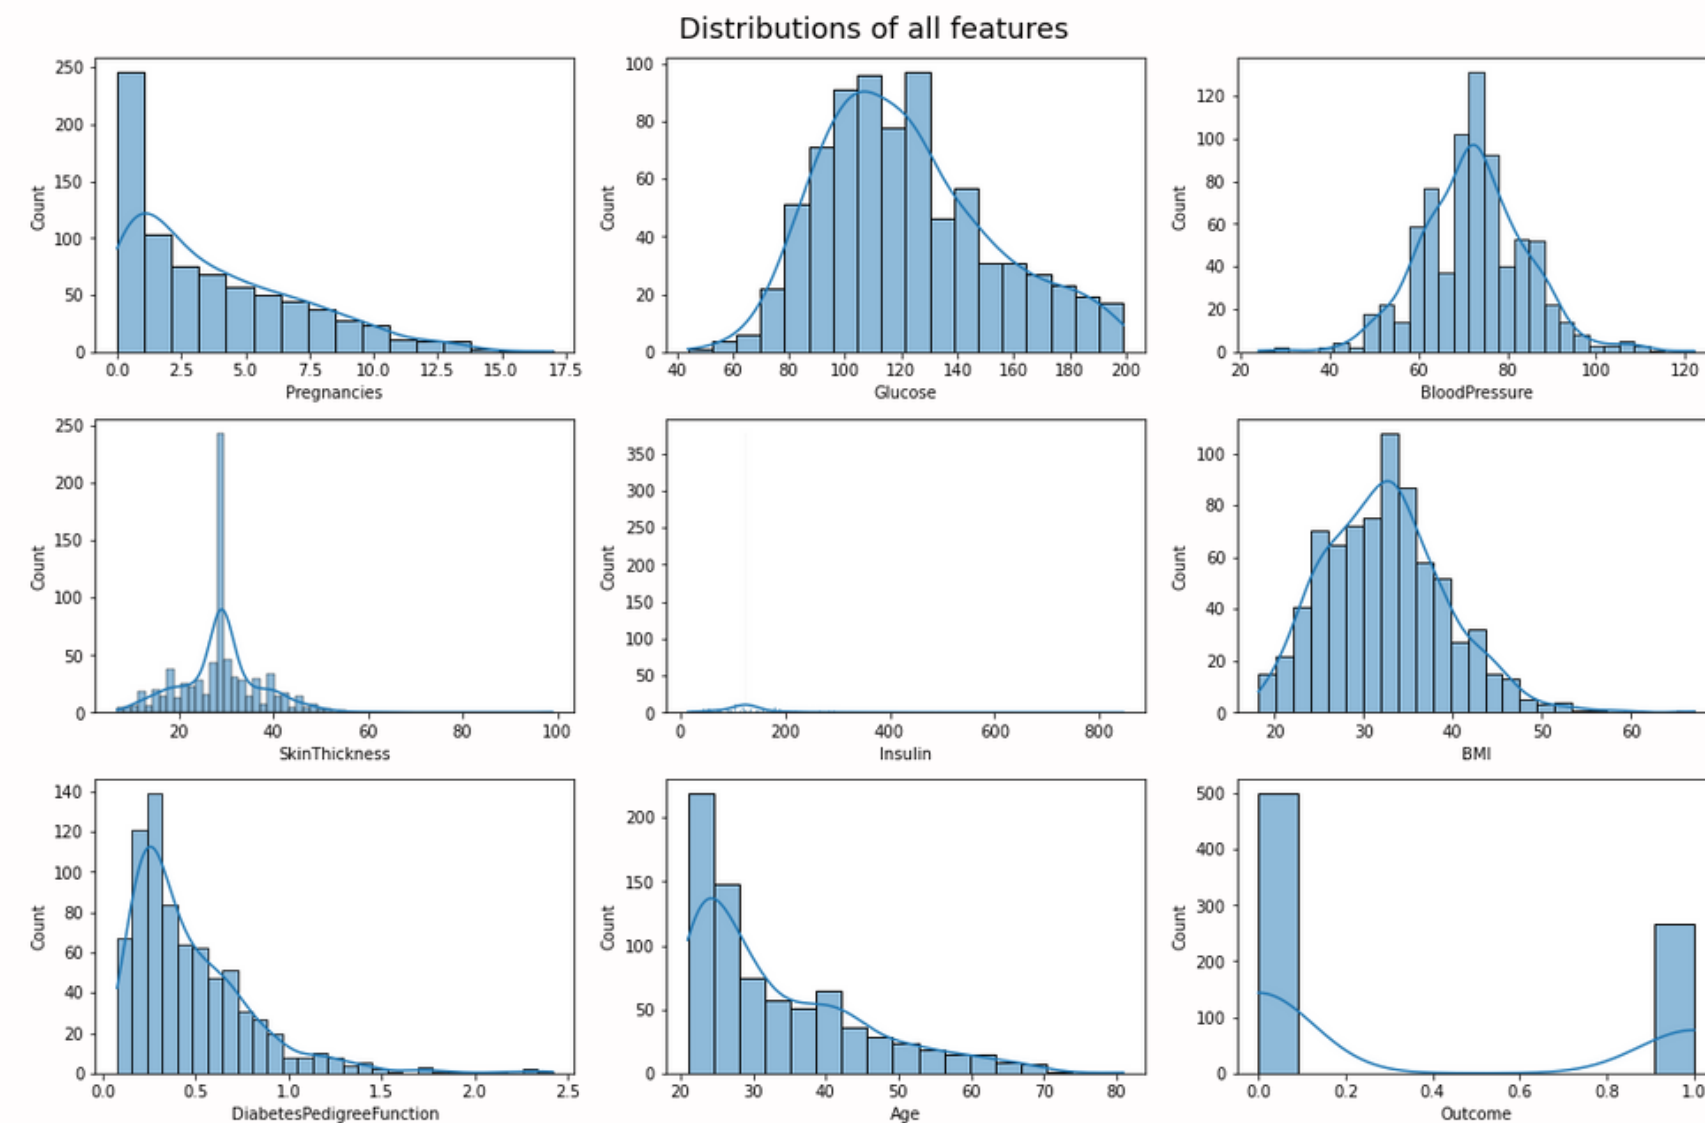 Distributions of all features
250
200
150
100
50
0
Count
0.0 2.5 5.0 7.5 10.0 12.5 15.0 17.5
Pregnancies
100
80
60
40
20
0
Count
40 60 80 100 120 140 160 180 200
Glucose
120
100
80
60
40
20
0
Count
20 40 60 80 100 120
BloodPressure
250
200
150
100
50
0
Count
20 40 60 80 100
SkinThickness
350
300
250
200
150
100
50
0
Count
0 200 400 600 800
Insulin
100
80
60
40
20
0
Count
20 30 40 50 60
BMI
140
120
100
80
60
40
20
0
Count
0.0 0.5 1.0 1.5 2.0 2.5
DiabetesPedigreeFunction
200
150
100
50
0
Count
20 30 40 50 60 70 80
Age
500
400
300
200
100
0
Count
0.0 0.2 0.4 0.6 0.8 1.0
Outcome